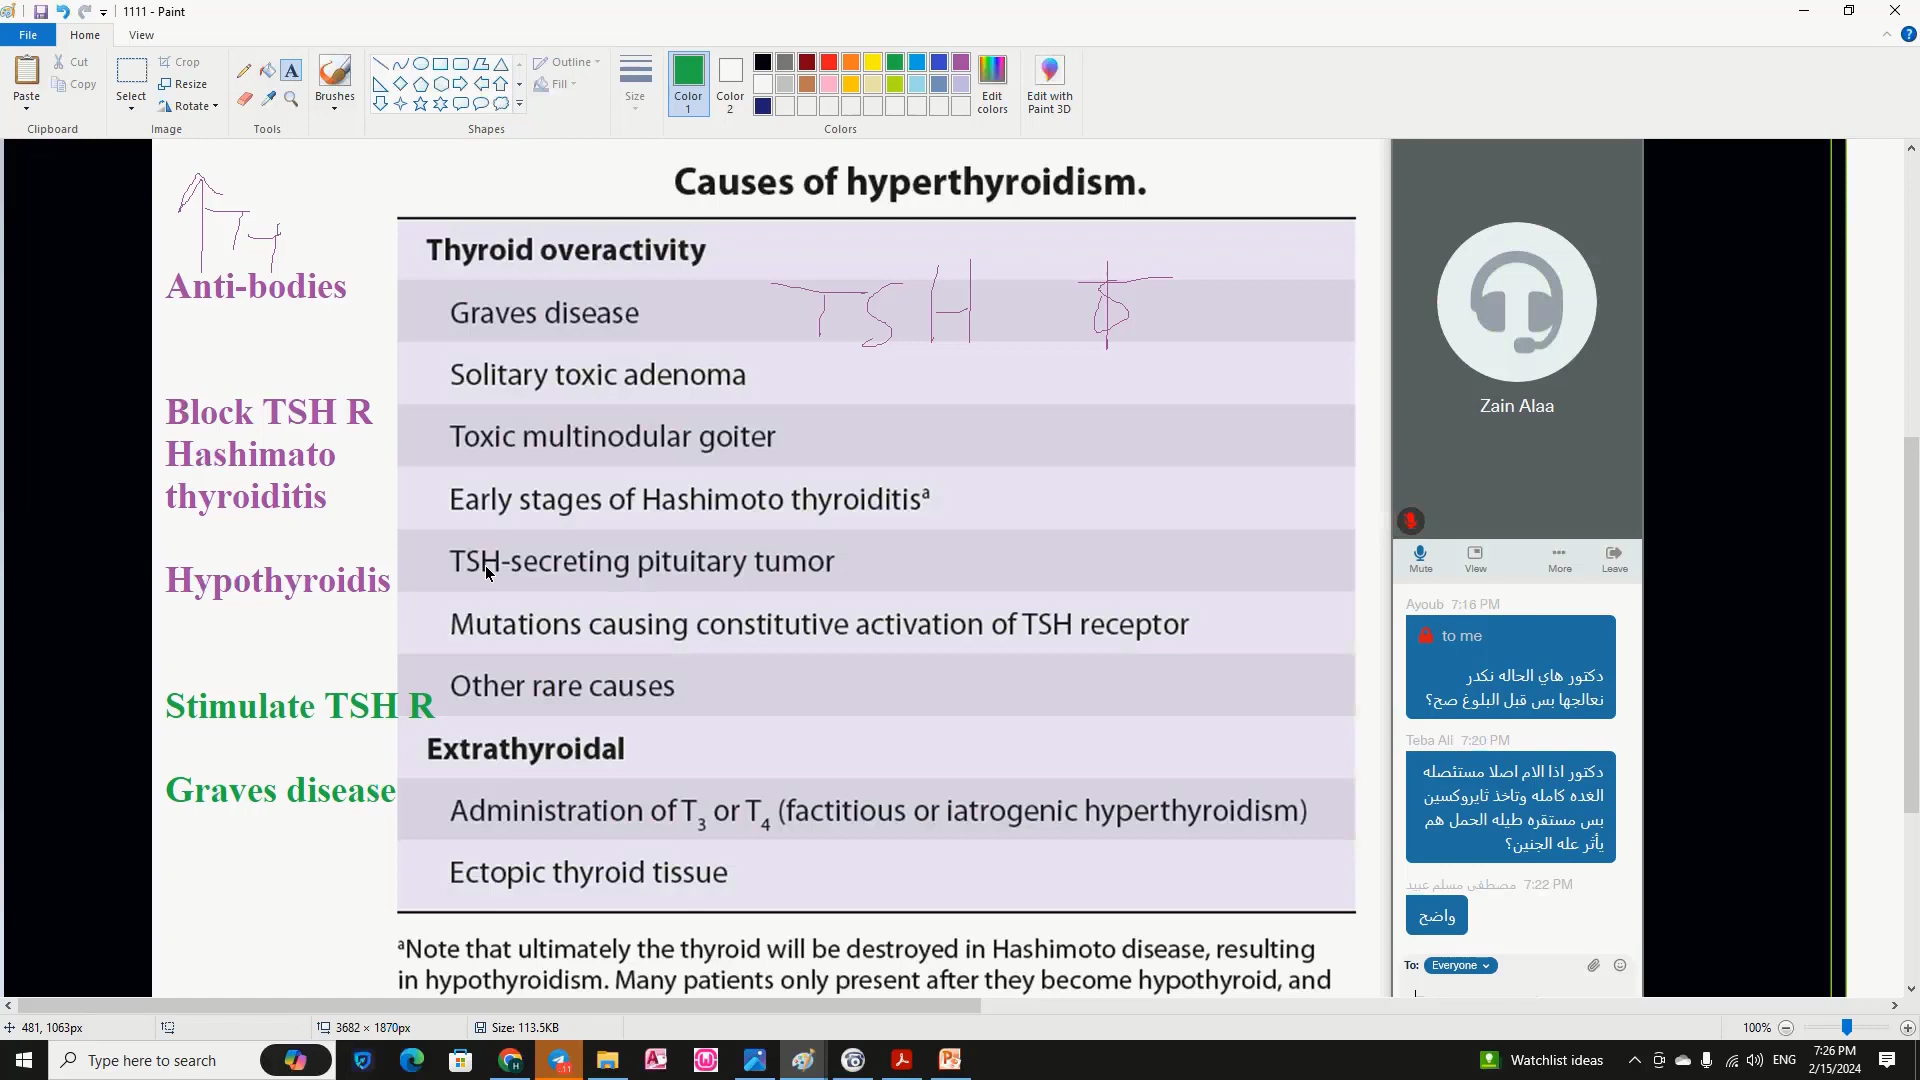 1111 - Paint
File
Home
View
Paste
Cut
Copy
Clipboard
Select
Crop
Resize
Rotate
Image
A
Tools
Brushes
Shapes
Outline
Fill
Size
Color
1
Color
2
Colors
Edit
colors
Edit with
Paint 3D
T4
Anti-bodies
Block TSH R
Hashimato
thyroiditis
Hypothyroidis
Stimulate TSH R
Graves disease
Causes of hyperthyroidism.
Thyroid overactivity
Graves disease
TSH
Solitary toxic adenoma
Toxic multinodular goiter
Early stages of Hashimoto thyroiditisᵃ
TSH-secreting pituitary tumor
Mutations causing constitutive activation of TSH receptor
Other rare causes
Extrathyroidal
Administration of T₃ or T₄ (factitious or iatrogenic hyperthyroidism)
Ectopic thyroid tissue
ᵃNote that ultimately the thyroid will be destroyed in Hashimoto disease, resulting
in hypothyroidism. Many patients only present after they become hypothyroid, and
Zain Alaa
Mute
View
More
Leave
Ayoub 7:16 PM
to me
دكتور هاي الحاله نكدر
نعالجها بس قبل البلوغ صح؟
Teba Ali 7:20 PM
دكتور اذا الام اصلا مستئصله
الغده كامله وتاخذ ثايروكسين
بس مستقره طيله الحمل هم
يأثر عله الجنين؟
مصطفى مسلم عبيد 7:22 PM
واضح
To: Everyone
481, 1063px
3682 × 1870px
Size: 113.5KB
100%
Type here to search
Watchlist ideas
ENG
7:26 PM
2/15/2024